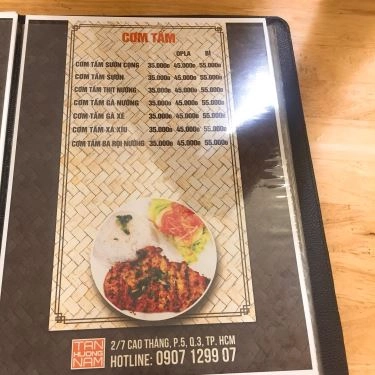 CƠM TẤM
OPLA BÌ
CƠM TẤM SƯỜN CỌNG 35.000Đ 45.000Đ 55.000Đ
CƠM TẤM SƯỜN 35.000Đ 45.000Đ 55.000Đ
CƠM TẤM THỊT NƯỚNG 35.000Đ 45.000Đ 55.000Đ
CƠM TẤM GÀ NƯỚNG 35.000Đ 45.000Đ 55.000Đ
CƠM TẤM GÀ XÉ 35.000Đ 45.000Đ 55.000Đ
CƠM TẤM XÁ XÍU 35.000Đ 45.000Đ 55.000Đ
CƠM TẤM BA RỌI NƯỚNG 35.000Đ 45.000Đ 55.000Đ
TAN
HUONG
NAM
2/7 CAO THẮNG, P.5, Q.3, TP. HCM
HOTLINE: 0907 1299 07